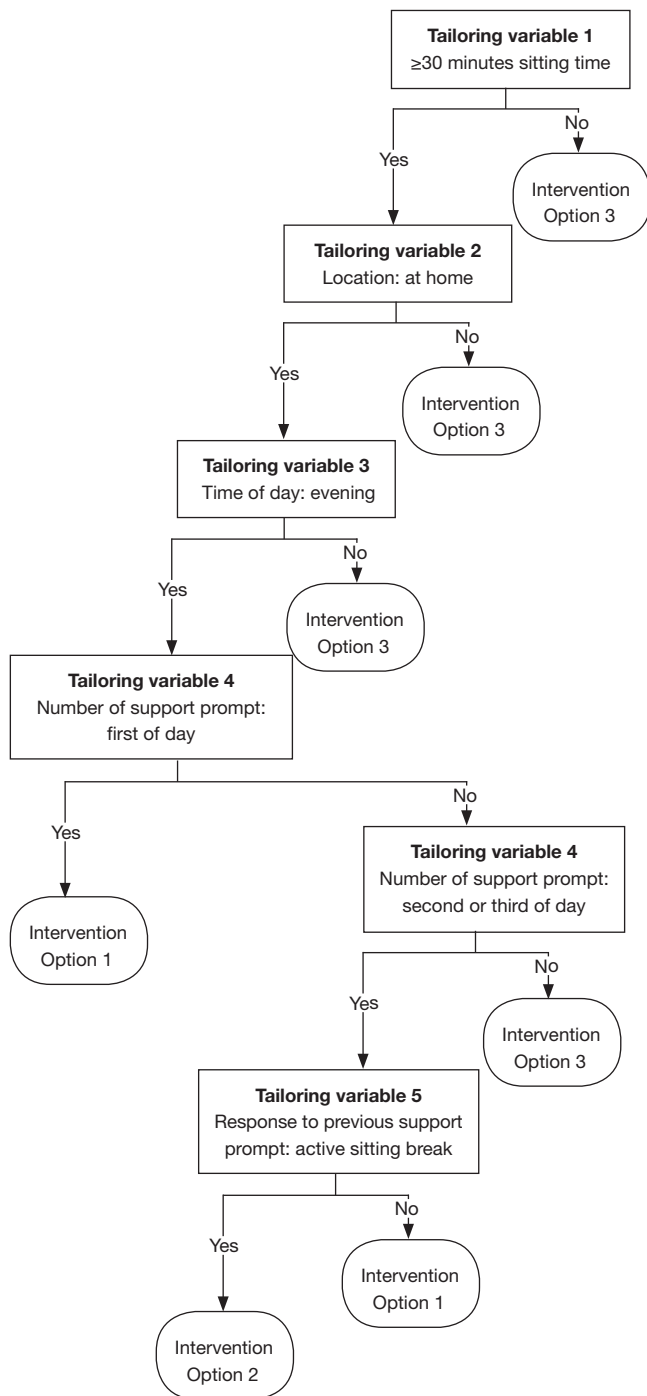 Tailoring variable 1
≥30 minutes sitting time
No
Yes
Intervention
Option 3
Tailoring variable 2
Location: at home
No
Yes
Intervention
Option 3
Tailoring variable 3
Time of day: evening
No
Yes
Intervention
Option 3
Tailoring variable 4
Number of support prompt:
first of day
No
Yes
Tailoring variable 4
Number of support prompt:
second or third of day
Intervention
Option 1
No
Yes
Intervention
Option 3
Tailoring variable 5
Response to previous support
prompt: active sitting break
No
Yes
Intervention
Option 1
Intervention
Option 2